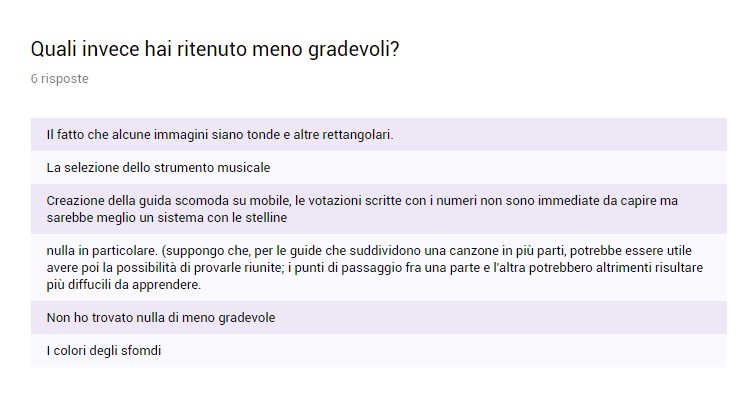 Quali invece hai ritenuto meno gradevoli?
6 risposte
Il fatto che alcune immagini siano tonde e altre rettangolari.
La selezione dello strumento musicale
Creazione della guida scomoda su mobile, le votazioni scritte con i numeri non sono immediate da capire ma
sarebbe meglio un sistema con le stelline
nulla in particolare. (suppongo che, per le guide che suddividono una canzone in più parti, potrebbe essere utile
avere poi la possibilità di provarle riunite; i punti di passaggio fra una parte e l'altra potrebbero altrimenti risultare
più diffucili da apprendere.
Non ho trovato nulla di meno gradevole
I colori degli sfomdi